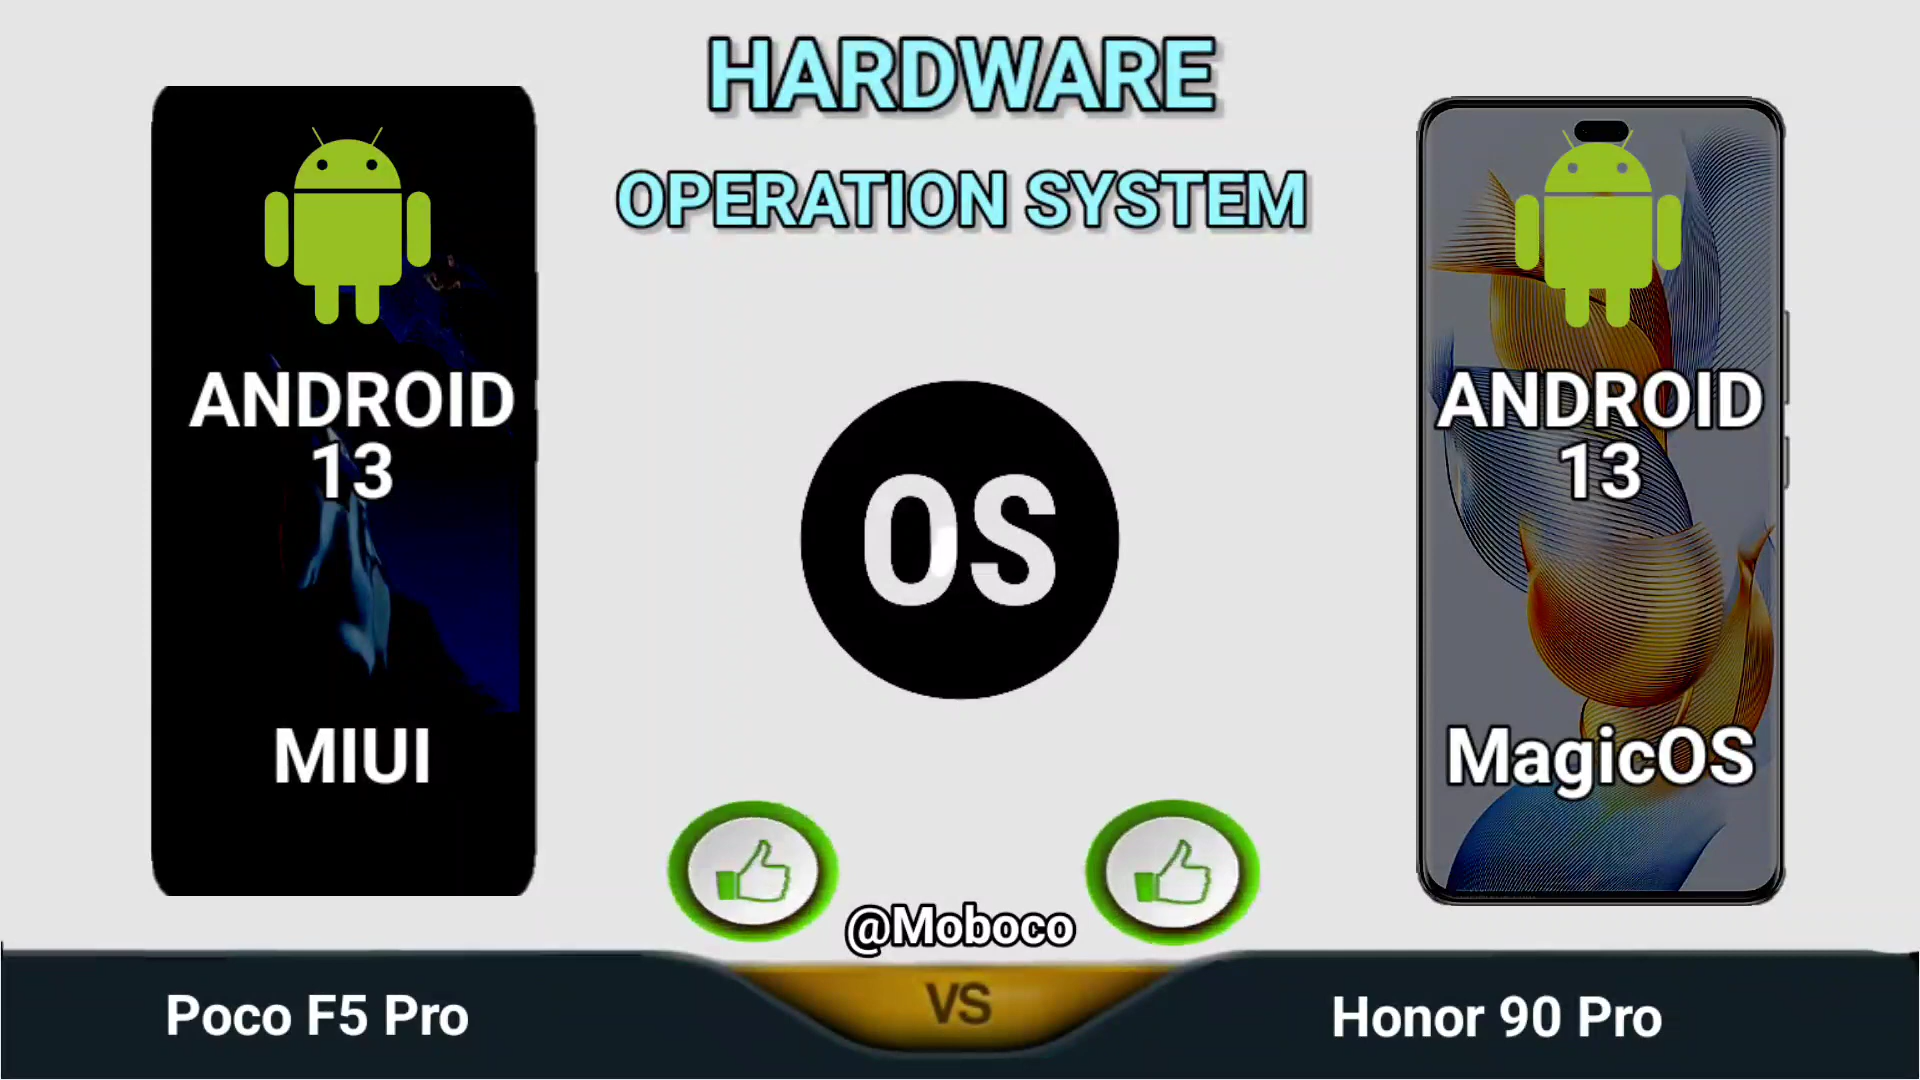 HARDWARE
OPERATION SYSTEM
ANDROID
13
MIUI
OS
ANDROID
13
MagicOS
@Moboco
Poco F5 Pro
VS
Honor 90 Pro